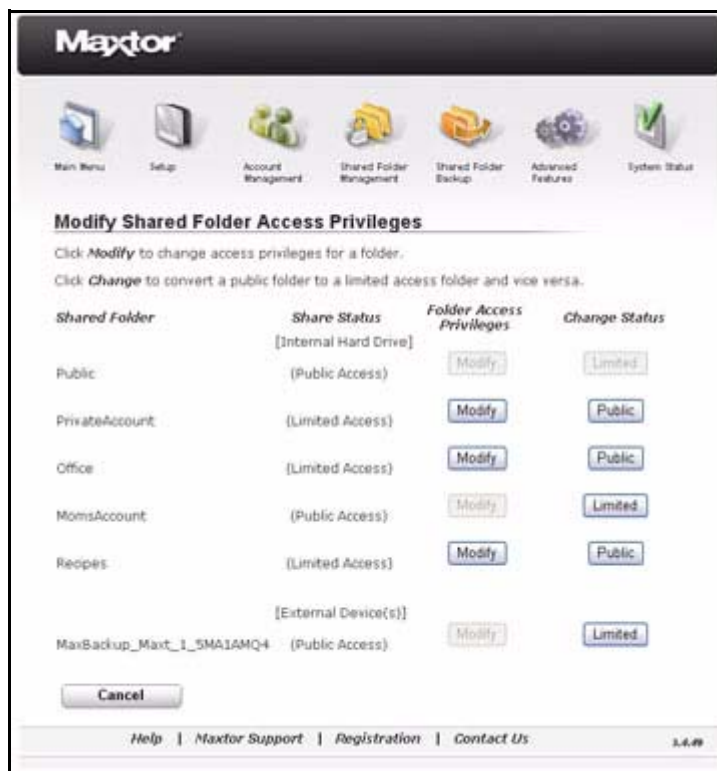 Maxtor
Main Menu
Setup
Account Management
Shared Folder Management
Shared Folder Backup
Advanced Features
System Status
Modify Shared Folder Access Privileges
Click Modify to change access privileges for a folder.
Click Change to convert a public folder to a limited access folder and vice versa.
Shared Folder Share Status Folder Access Privileges Change Status
[Internal Hard Drive]
Public (Public Access) Modify Limited
PrivateAccount (Limited Access) Modify Public
Office (Limited Access) Modify Public
MomsAccount (Public Access) Modify Limited
Recipes (Limited Access) Modify Public
[External Device(s)]
MaxBackup_Maxt_1_5MA1AMQ4 (Public Access) Modify Limited
Cancel
Help | Maxtor Support | Registration | Contact Us